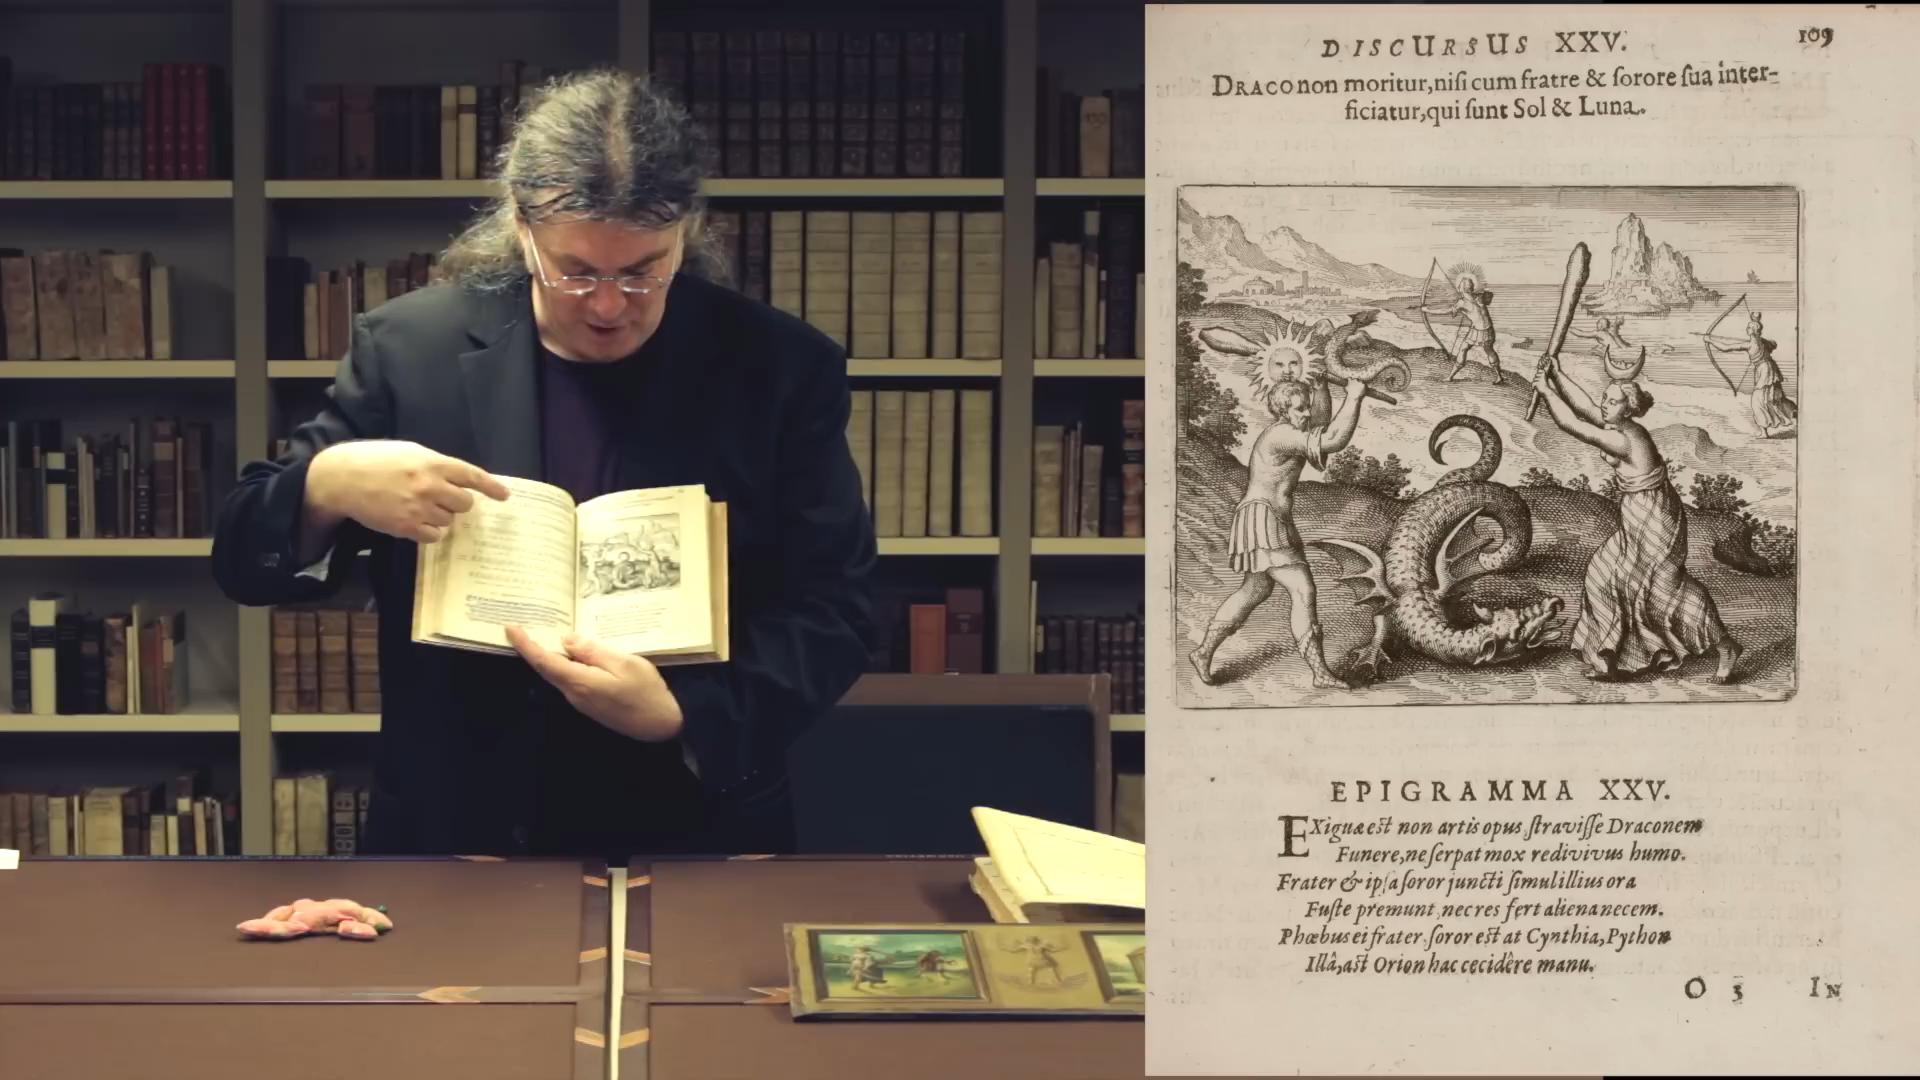 DISCURSUS XXV. 109
DRACO non moritur, niſi cum fratre & ſorore ſua inter-
ficiatur, qui ſunt Sol & Luna.
EPIGRAMMA XXV.
EXiguæ est non artis opus ſtraviſſe Draconem
Funere, ne ſerpat mox redivivus humo.
Frater & ipſa ſoror juncti ſimul illius ora
Fuſte premunt, nec res fert aliena necem.
Phœbus ei frater, ſoror est at Cynthia, Python
Illâ, ast Orion hac cecidêre manu.
O 3 IN